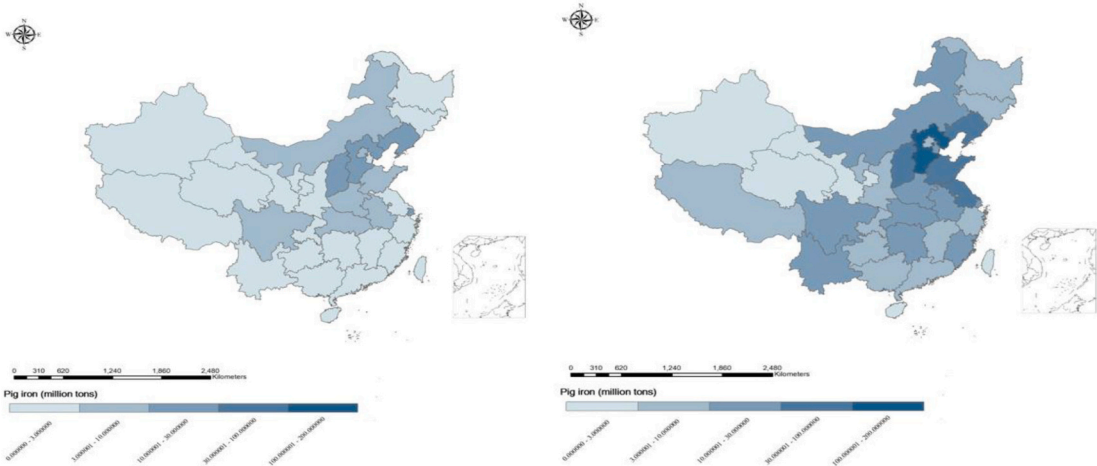 N
W E
S
0 310 620 1,240 1,860 2,480
Kilometers
Pig iron (million tons)
0.000000 - 3.000000
3.000001 - 10.000000
10.000001 - 30.000000
30.000001 - 100.000000
100.000001 - 200.000000
N
W E
S
0 310 620 1,240 1,860 2,480
Kilometers
Pig iron (million tons)
0.000000 - 3.000000
3.000001 - 10.000000
10.000001 - 30.000000
30.000001 - 100.000000
100.000001 - 200.000000